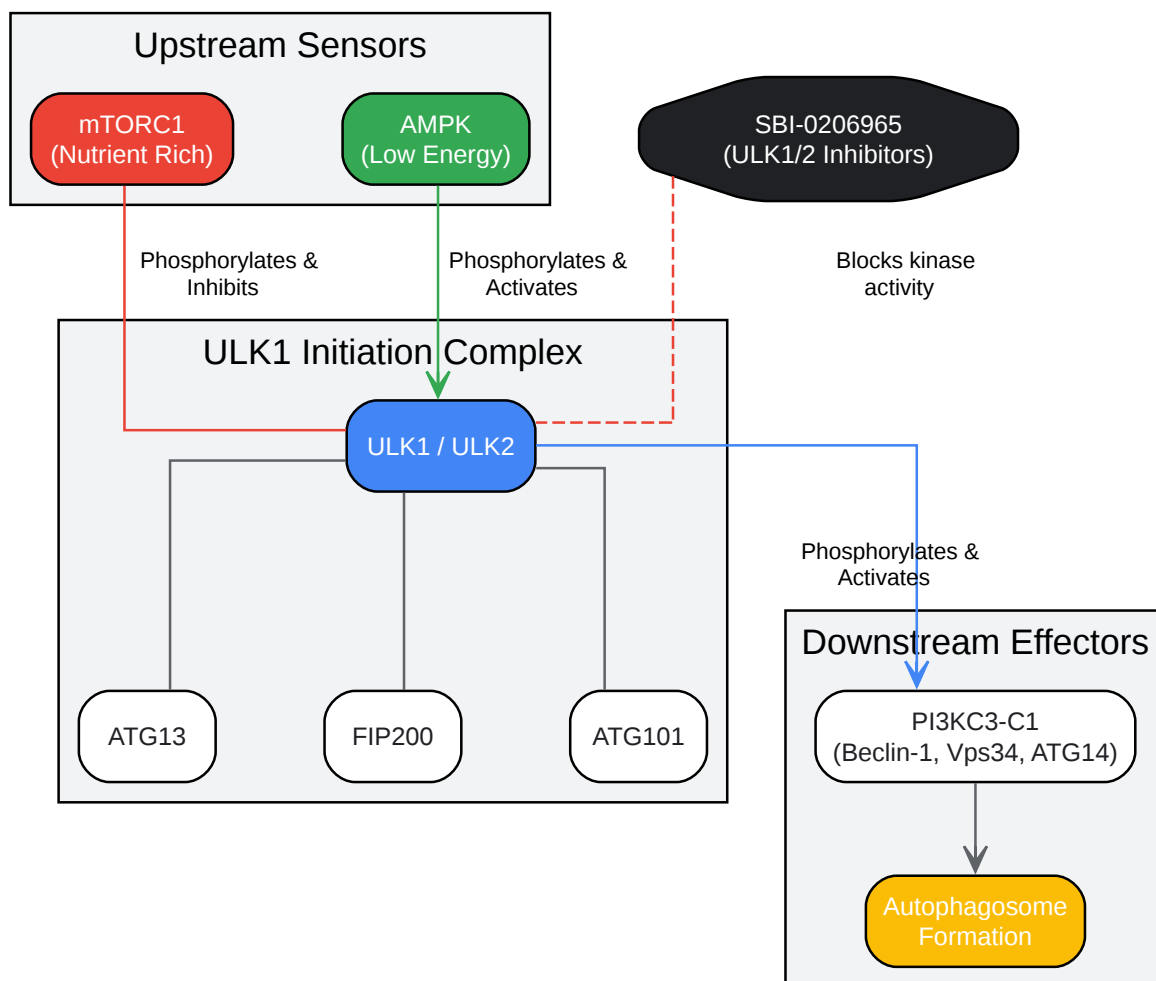 Upstream Sensors
mTORC1
(Nutrient Rich)
AMPK
(Low Energy)
SBI-0206965
(ULK1/2 Inhibitors)
Phosphorylates &
Inhibits
Phosphorylates &
Activates
Blocks kinase
activity
ULK1 Initiation Complex
ULK1 / ULK2
Phosphorylates &
Activates
ATG13
FIP200
ATG101
Downstream Effectors
PI3KC3-C1
(Beclin-1, Vps34, ATG14)
Autophagosome
Formation